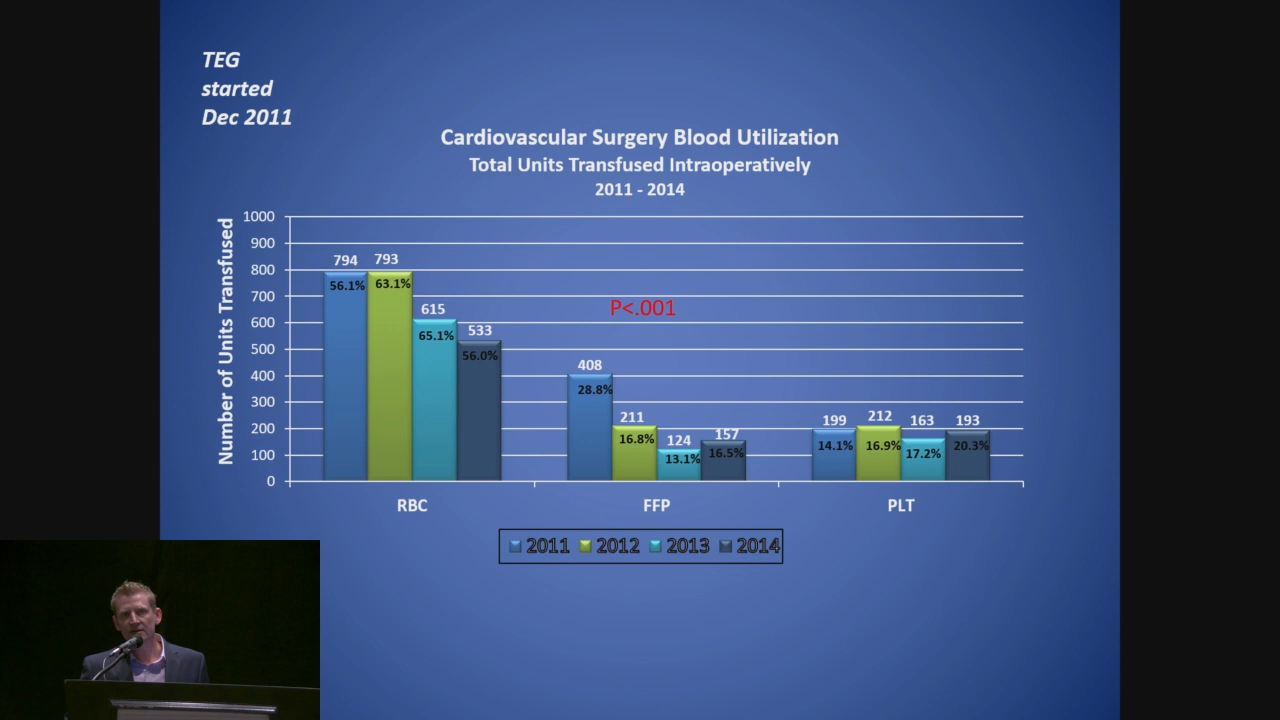 TEG
started
Dec 2011
Cardiovascular Surgery Blood Utilization
Total Units Transfused Intraoperatively
2011 - 2014
Number of Units Transfused
1000
900
800
700
600
500
400
300
200
100
0
794
793
615
533
56.1%
63.1%
65.1%
56.0%
P<.001
408
211
124
157
28.8%
16.8%
13.1%
16.5%
199
212
163
193
14.1%
16.9%
17.2%
20.3%
RBC
FFP
PLT
2011 2012 2013 2014